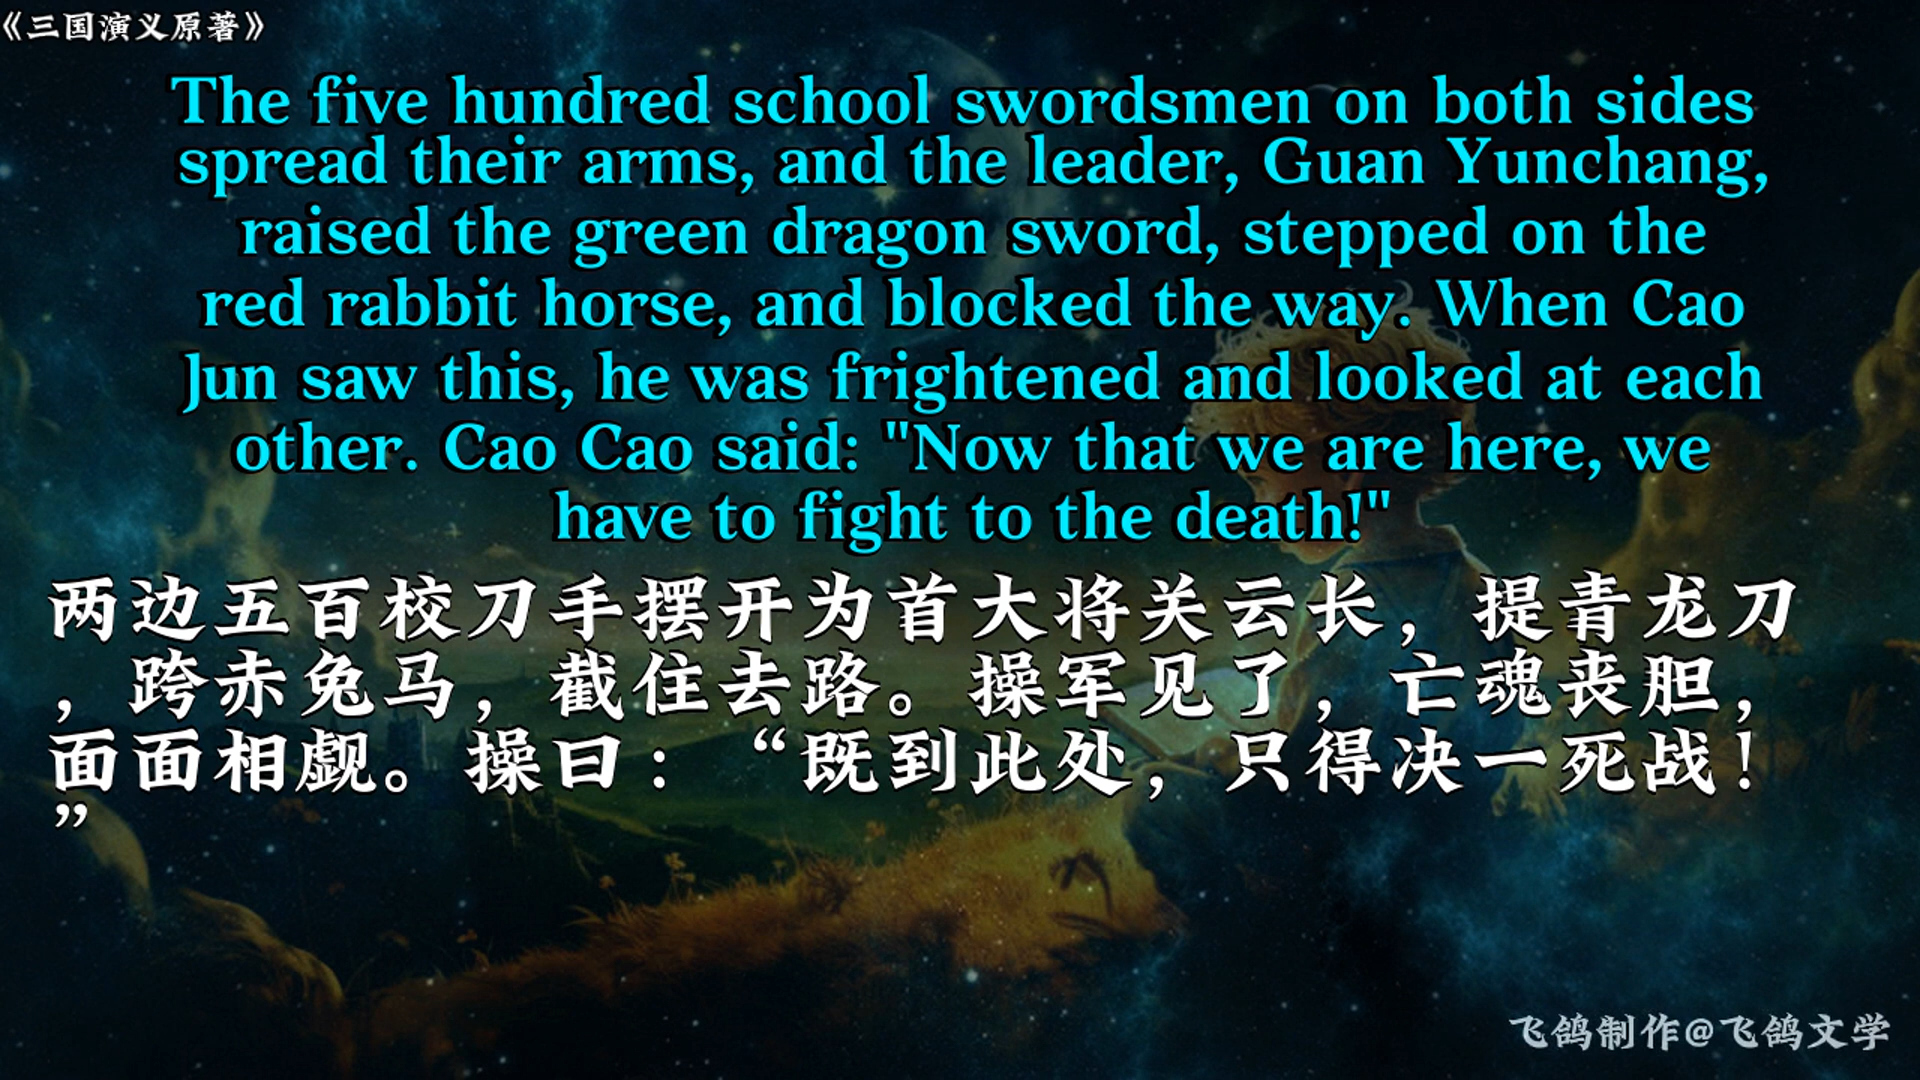 《三国演义原著》
The five hundred school swordsmen on both sides
spread their arms, and the leader, Guan Yunchang,
raised the green dragon sword, stepped on the
red rabbit horse, and blocked the way. When Cao
Jun saw this, he was frightened and looked at each
other. Cao Cao said: "Now that we are here, we
have to fight to the death!"
两边五百校刀手摆开为首大将关云长，提青龙刀
，跨赤兔马，截住去路。操军见了，亡魂丧胆，
面面相觑。操曰：“既到此处，只得决一死战！
”
飞鸽制作@飞鸽文学